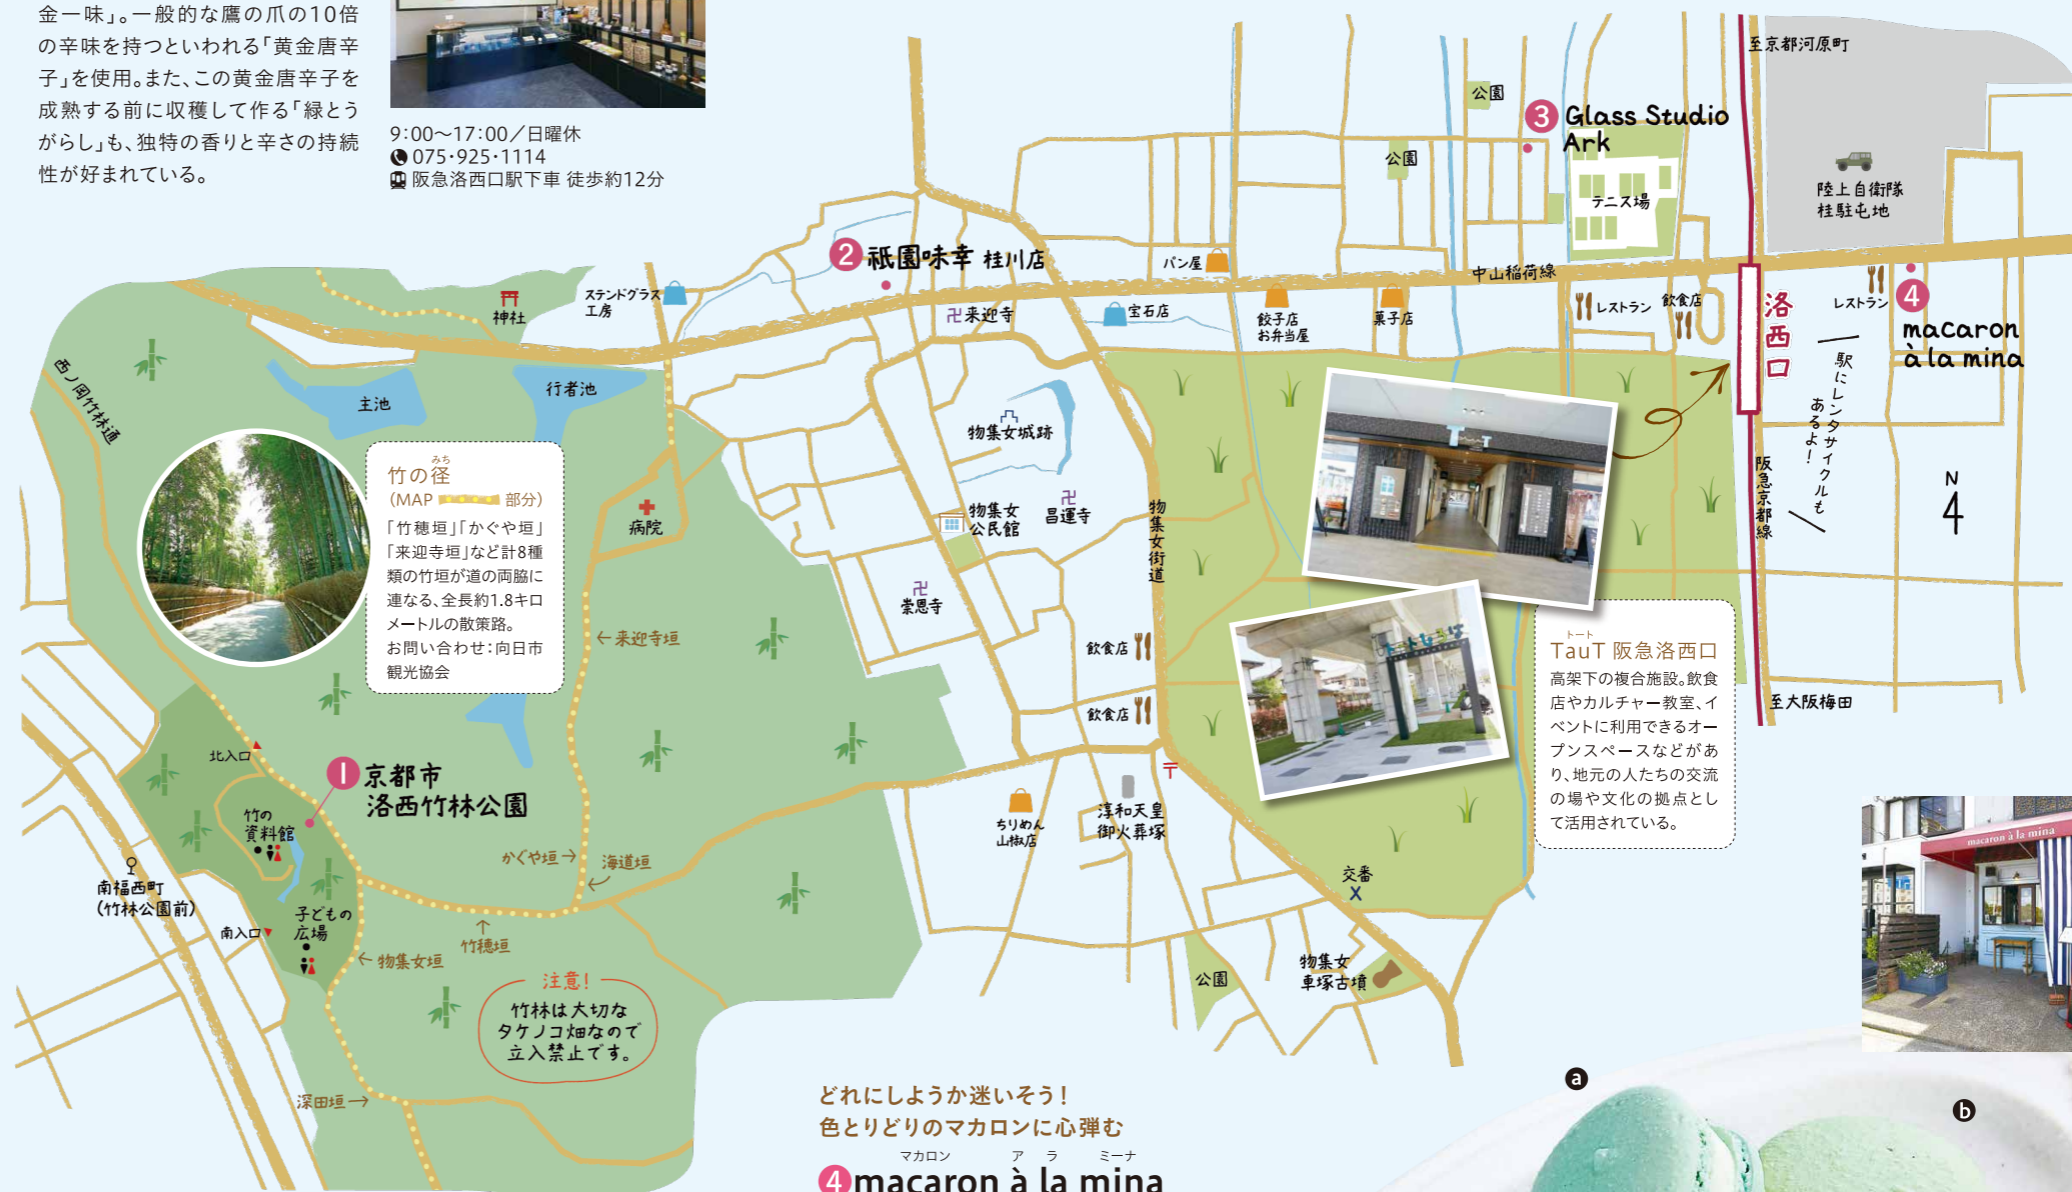 金一味」。一般的な鷹の爪の10倍
の辛味を持つといわれる「黄金唐辛
子」を使用。また、この黄金唐辛子を
成熟する前に収穫して作る「緑とう
がらし」も、独特の香りと辛さの持続
性が好まれている。
9:00〜17:00／日曜休
075・925・1114
阪急洛西口駅下車 徒歩約12分
至京都河原町
公園
3 Glass Studio
Ark
公園
テニス場
陸上自衛隊
桂駐屯地
2 祇園味幸 桂川店
パン屋
中山稲荷線
神社
ステンドグラス
工房
卍来迎寺
宝石店
餃子店
お弁当屋
菓子店
レストラン
飲食店
洛西口
レストラン
4
macaron
à la mina
駅にレンタサイクルも
あるよ！
西ノ岡竹林通
主池
行者池
物集女城跡
竹の径
みち
（MAP 部分）
「竹穂垣」「かぐや垣」
「来迎寺垣」など計8種
類の竹垣が道の両脇に
連なる、全長約1.8キロ
メートルの散策路。
お問い合わせ：向日市
観光協会
病院
物集女
公民館
卍
昌運寺
物集女街道
阪急京都線
N
卍
崇恩寺
←来迎寺垣
飲食店
飲食店
TauT
トート
TauT 阪急洛西口
高架下の複合施設。飲食
店やカルチャー教室、イ
ベントに利用できるオー
プンスペースなどがあ
り、地元の人たちの交流
の場や文化の拠点とし
て活用されている。
至大阪梅田
北入口
1 京都市
洛西竹林公園
竹の
資料館
〒
ちりめん
山椒店
淳和天皇
御火葬塚
かぐや垣→
海道垣
南福西町
（竹林公園前）
子どもの
広場
南入口
↑
竹穂垣
←物集女垣
交番
X
公園
物集女
車塚古墳
注意！
竹林は大切な
タケノコ畑なので
立入禁止です。
深田垣→
macaron à la mina
どれにしようか迷いそう！
色とりどりのマカロンに心弾む
マカロン ア ラ ミーナ
4 macaron à la mina
a
b